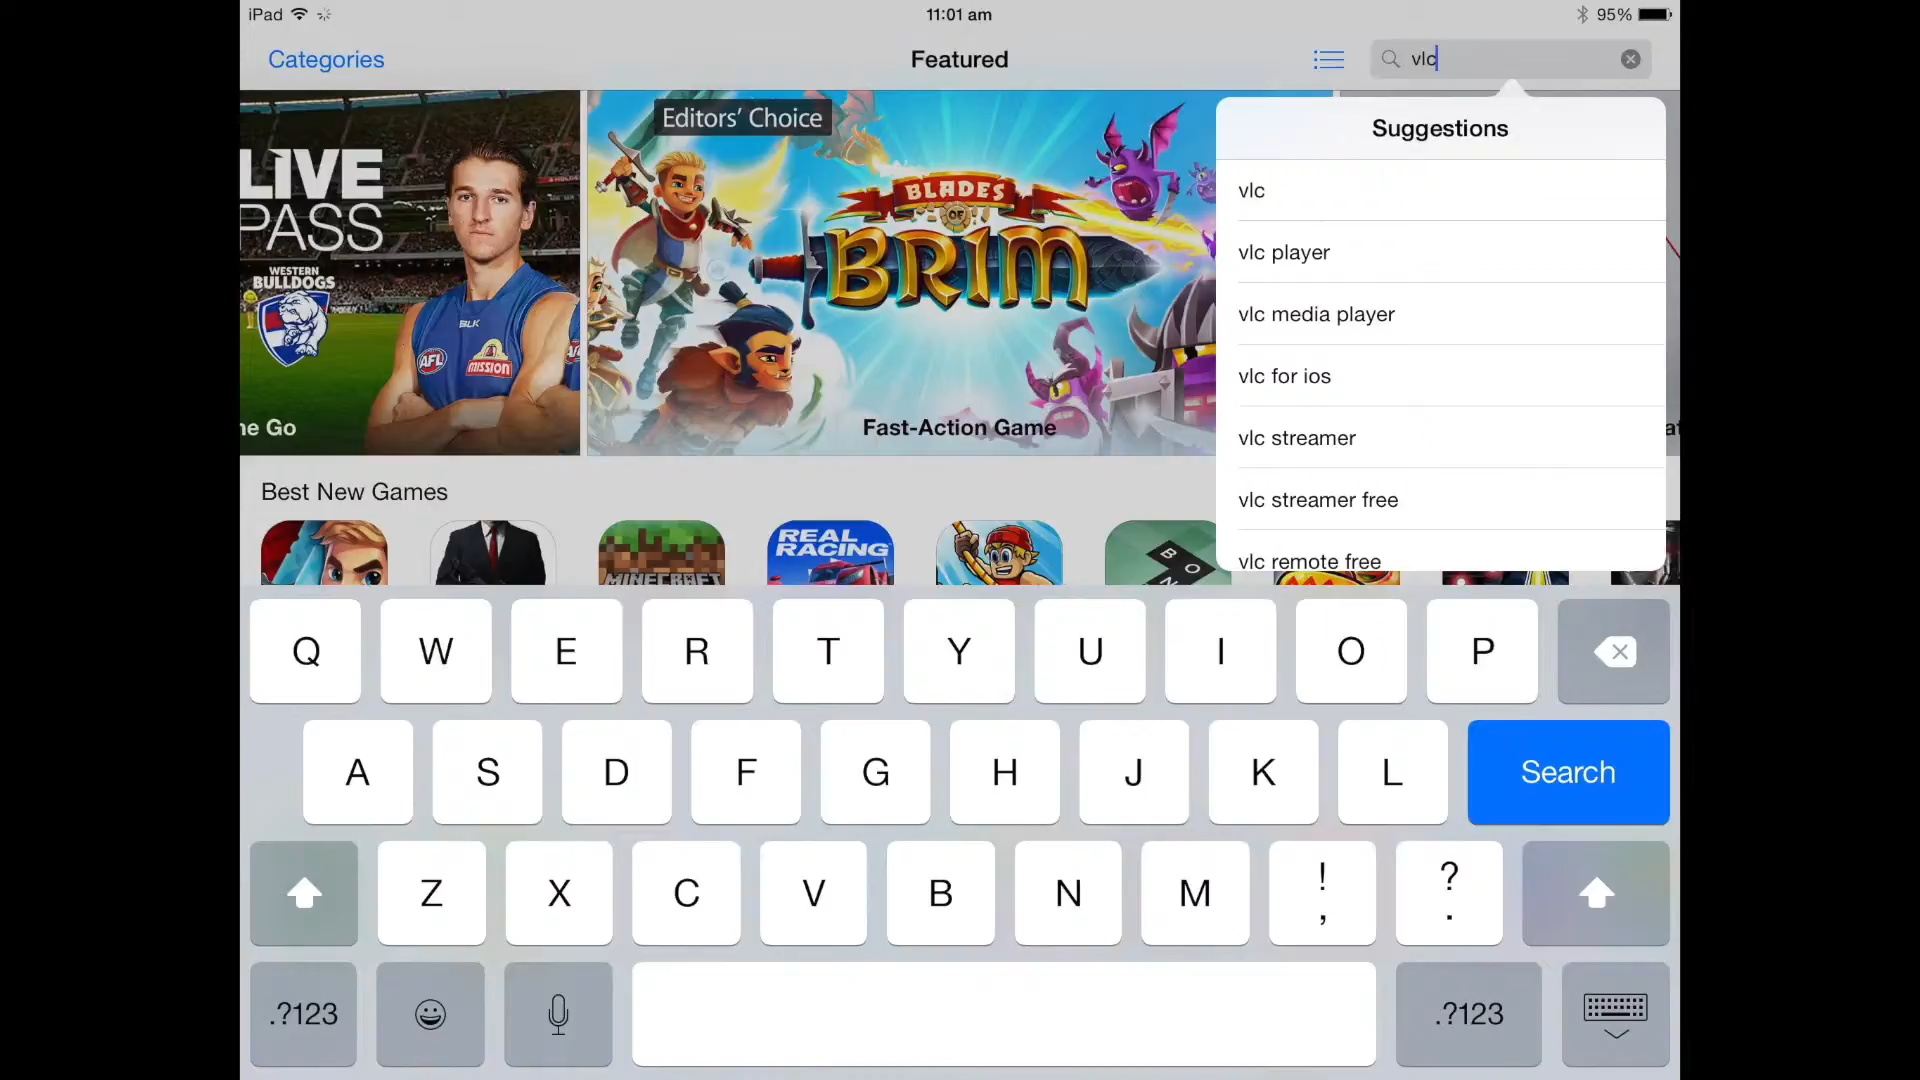 iPad
11:01 am
95%
Categories
Featured
vlc
Editors’ Choice
Suggestions
LIVE
PASS
WESTERN
BULLDOGS
BLK
AFL
MISSION
BLADES
OF
BRIM
vlc
vlc player
vlc media player
vlc for ios
vlc streamer
vlc streamer free
vlc remote free
Go
Fast-Action Game
Best New Games
MINECRAFT
REAL
RACING
B
O
N
Q W E R T Y U I O P
A S D F G H J K L Search
Z X C V B N M ! , ? .
.?123 .?123